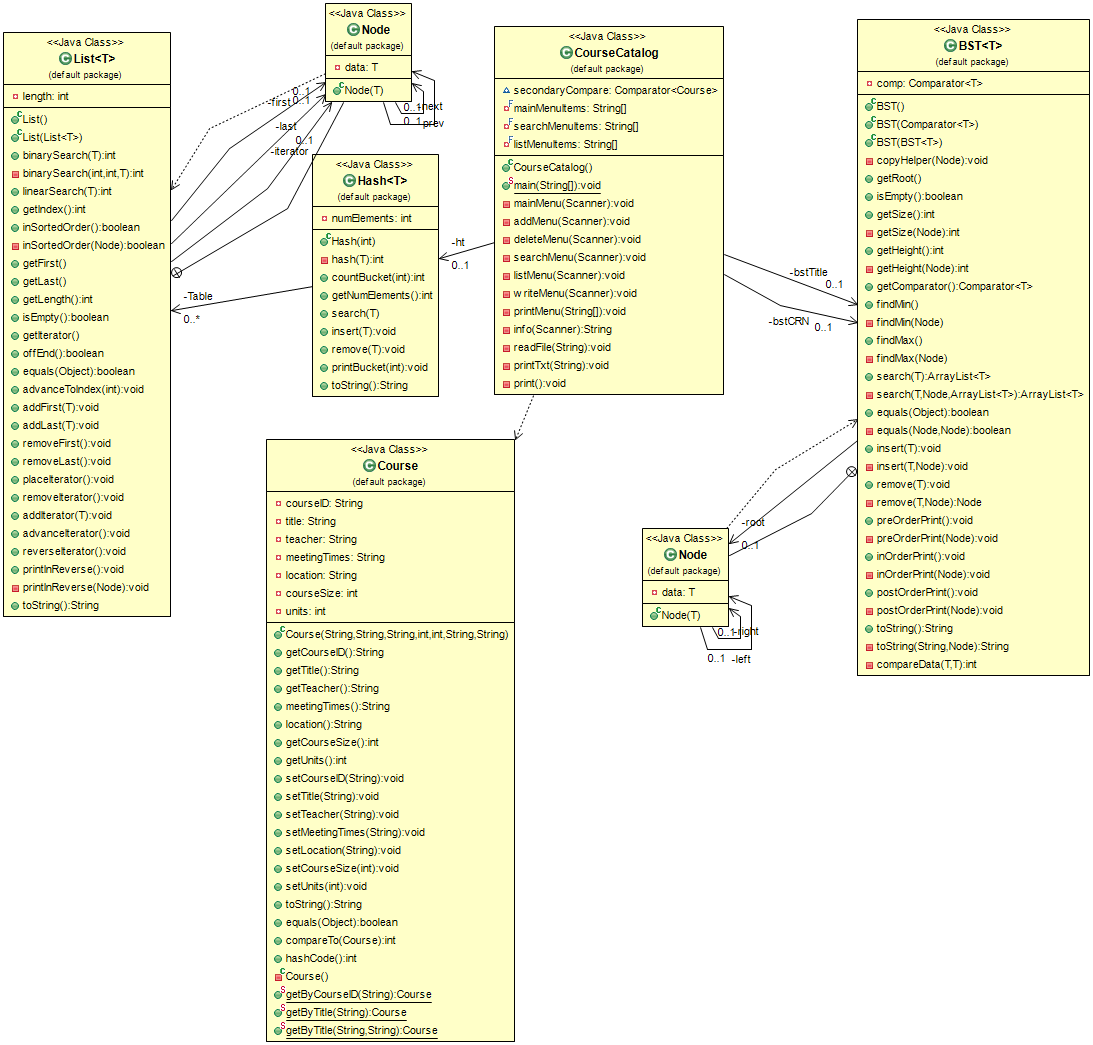 <<Java Class>>
List<T>
(default package)
length: int
List()
List(List<T>)
binarySearch(T):int
binarySearch(int,int,T):int
linearSearch(T):int
getIndex():int
inSortedOrder():boolean
inSortedOrder(Node):boolean
getFirst()
getLast()
getLength():int
isEmpty():boolean
getIterator()
offEnd():boolean
equals(Object):boolean
advanceToIndex(int):void
addFirst(T):void
addLast(T):void
removeFirst():void
removeLast():void
placeIterator():void
removeIterator():void
addIterator(T):void
advanceIterator():void
reverseIterator():void
printInReverse():void
printInReverse(Node):void
toString():String
<<Java Class>>
Node
(default package)
data: T
Node(T)
-first
0..1
-last
0..1
-iterator
0..1
0..1
-next
0..1
-prev
<<Java Class>>
Hash<T>
(default package)
numElements: int
Hash(int)
hash(T):int
countBucket(int):int
getNumElements():int
search(T)
insert(T):void
remove(T):void
printBucket(int):void
toString():String
-Table
0..*
-ht
0..1
<<Java Class>>
CourseCatalog
(default package)
secondaryCompare: Comparator<Course>
mainMenuItems: String[]
searchMenuItems: String[]
listMenuItems: String[]
CourseCatalog()
main(String[]):void
mainMenu(Scanner):void
addMenu(Scanner):void
deleteMenu(Scanner):void
searchMenu(Scanner):void
listMenu(Scanner):void
writeMenu(Scanner):void
printMenu(String[]):void
info(Scanner):String
readFile(String):void
printTxt(String):void
print():void
-bstTitle
0..1
-bstCRN
0..1
<<Java Class>>
BST<T>
(default package)
comp: Comparator<T>
BST()
BST(Comparator<T>)
BST(BST<T>)
copyHelper(Node):void
getRoot()
isEmpty():boolean
getSize():int
getSize(Node):int
getHeight():int
getHeight(Node):int
getComparator():Comparator<T>
findMin()
findMin(Node)
findMax()
findMax(Node)
search(T):ArrayList<T>
search(T,Node,ArrayList<T>):ArrayList<T>
equals(Object):boolean
equals(Node,Node):boolean
insert(T):void
insert(T,Node):void
remove(T):void
remove(T,Node):Node
preOrderPrint():void
preOrderPrint(Node):void
inOrderPrint():void
inOrderPrint(Node):void
postOrderPrint():void
postOrderPrint(Node):void
toString():String
toString(String,Node):String
compareData(T,T):int
<<Java Class>>
Course
(default package)
courseID: String
title: String
teacher: String
meetingTimes: String
location: String
courseSize: int
units: int
Course(String,String,String,int,int,String,String)
getCourseID():String
getTitle():String
getTeacher():String
meetingTimes():String
location():String
getCourseSize():int
getUnits():int
setCourseID(String):void
setTitle(String):void
setTeacher(String):void
setMeetingTimes(String):void
setLocation(String):void
setCourseSize(int):void
setUnits(int):void
toString():String
equals(Object):boolean
compareTo(Course):int
hashCode():int
Course()
getByCourseID(String):Course
getByTitle(String):Course
getByTitle(String,String):Course
<<Java Class>>
Node
(default package)
data: T
Node(T)
-root
0..1
0..1
-right
0..1
-left